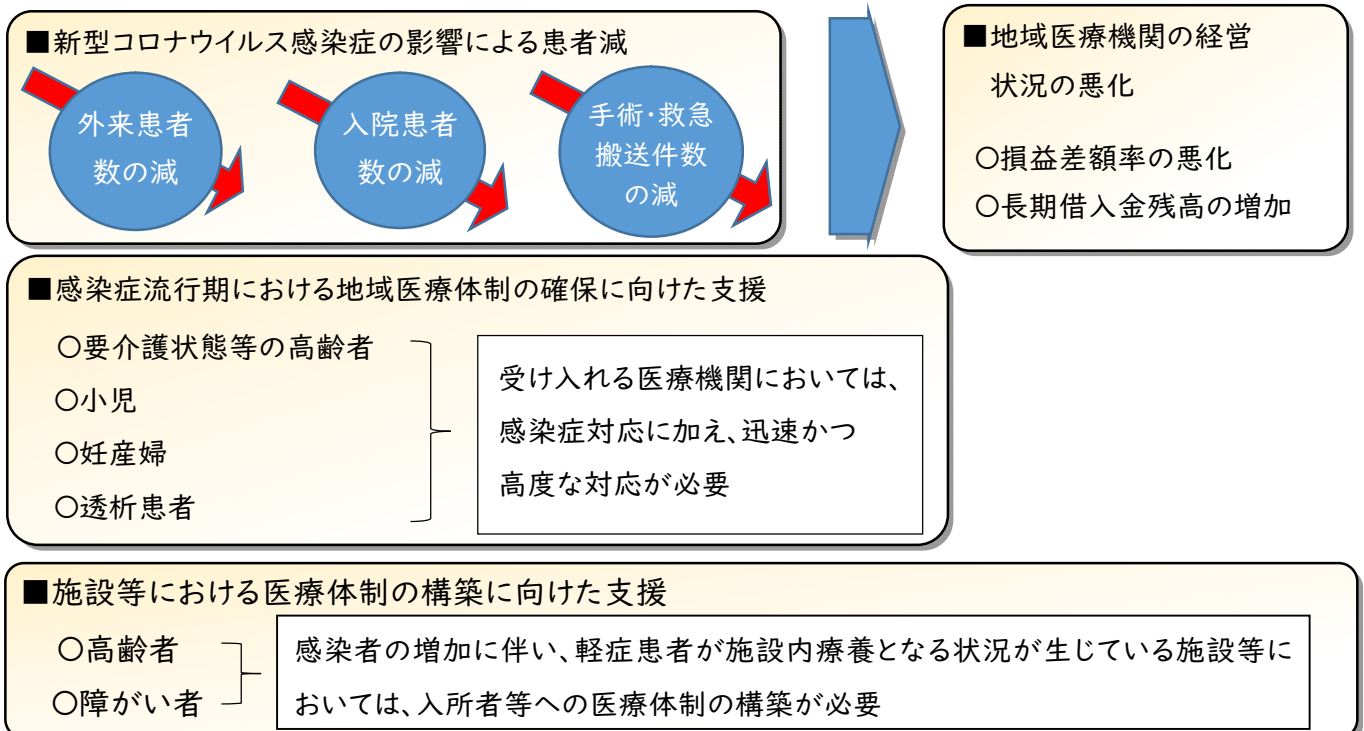 ■新型コロナウイルス感染症の影響による患者減
外来患者
数の減
入院患者
数の減
手術・救急
搬送件数
の減
■地域医療機関の経営
状況の悪化
〇損益差額率の悪化
〇長期借入金残高の増加
■感染症流行期における地域医療体制の確保に向けた支援
〇要介護状態等の高齢者
〇小児
〇妊産婦
〇透析患者
受け入れる医療機関においては、
感染症対応に加え、迅速かつ
高度な対応が必要
■施設等における医療体制の構築に向けた支援
〇高齢者
〇障がい者
感染者の増加に伴い、軽症患者が施設内療養となる状況が生じている施設等に
おいては、入所者等への医療体制の構築が必要